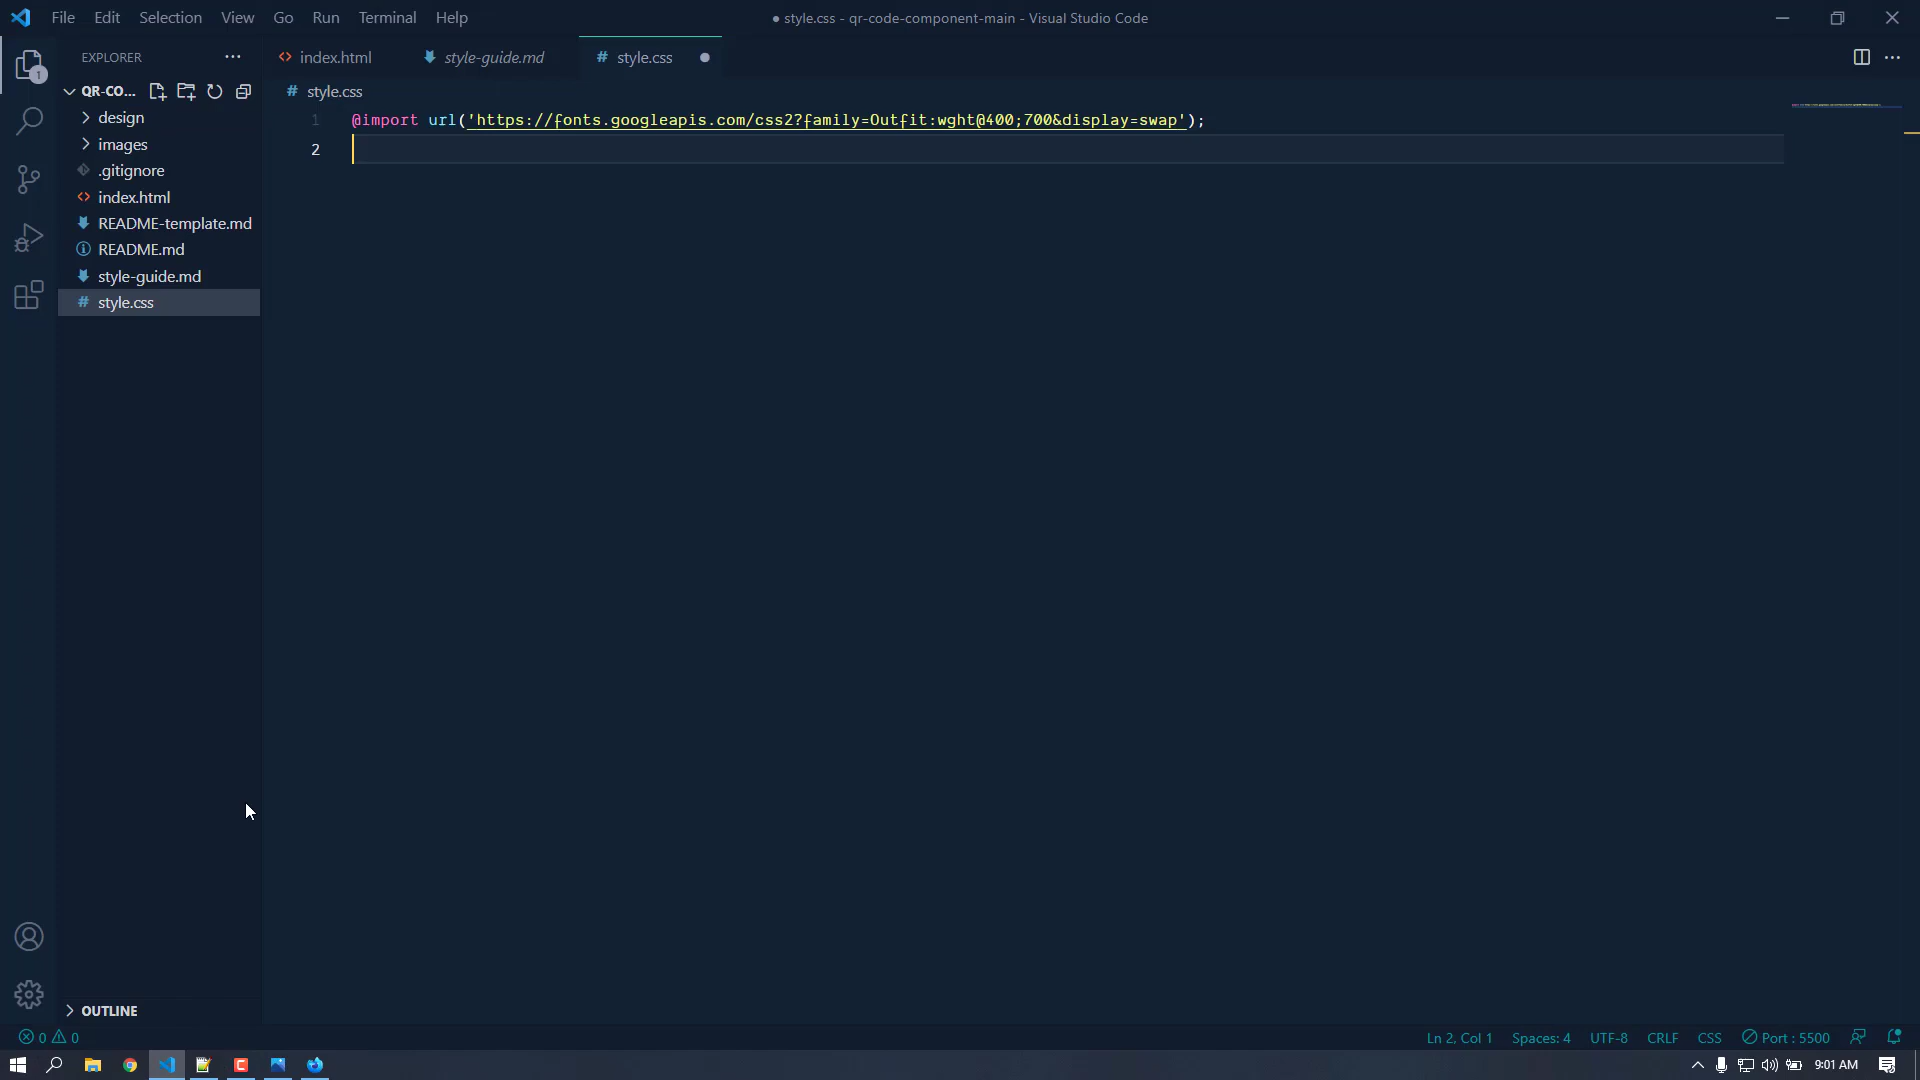 File Edit Selection View Go Run Terminal Help
● style.css - qr-code-component-main - Visual Studio Code
EXPLORER
index.html
style-guide.md
# style.css
1
QR-CO...
# style.css
design
images
.gitignore
index.html
README-template.md
README.md
style-guide.md
# style.css
1 @import url('https://fonts.googleapis.com/css2?family=Outfit:wght@400;700&display=swap');
2
OUTLINE
0 0
Ln 2, Col 1 Spaces: 4 UTF-8 CRLF CSS Port : 5500
9:01 AM